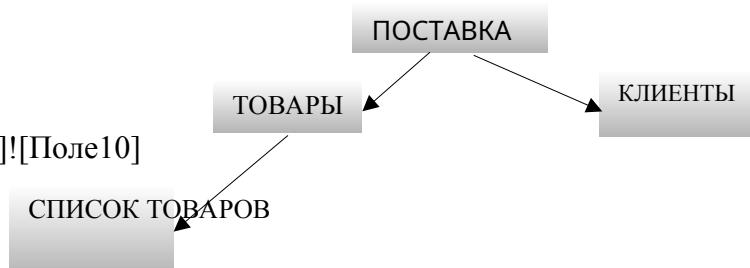 ПОСТАВКА
ТОВАРЫ
КЛИЕНТЫ
]![Поле10]
СПИСОК ТОВАРОВ